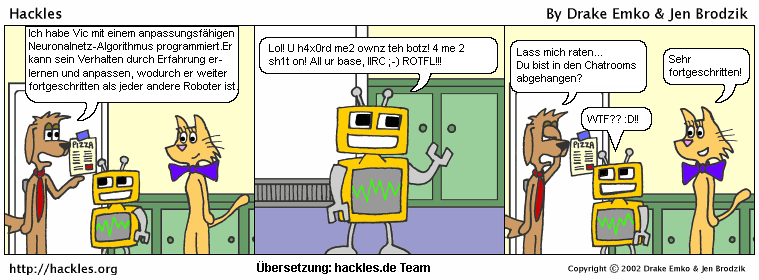 Hackles
By Drake Emko & Jen Brodzik
Ich habe Vic mit einem anpassungsfähigen
Neuronalnetz-Algorithmus programmiert.Er
kann sein Verhalten durch Erfahrung er-
lernen und anpassen, wodurch er weiter
fortgeschritten als jeder andere Roboter ist.
PIZZA
Lol! U h4x0rd me2 ownz teh botz! 4 me 2
sh1t on! All ur base, IIRC ;-) ROTFL!!!
Lass mich raten...
Du bist in den Chatrooms
abgehangen?
Sehr
fortgeschritten!
WTF?? :D!!
PIZZA
http://hackles.org
Übersetzung: hackles.de Team
Copyright © 2002 Drake Emko & Jen Brodzik